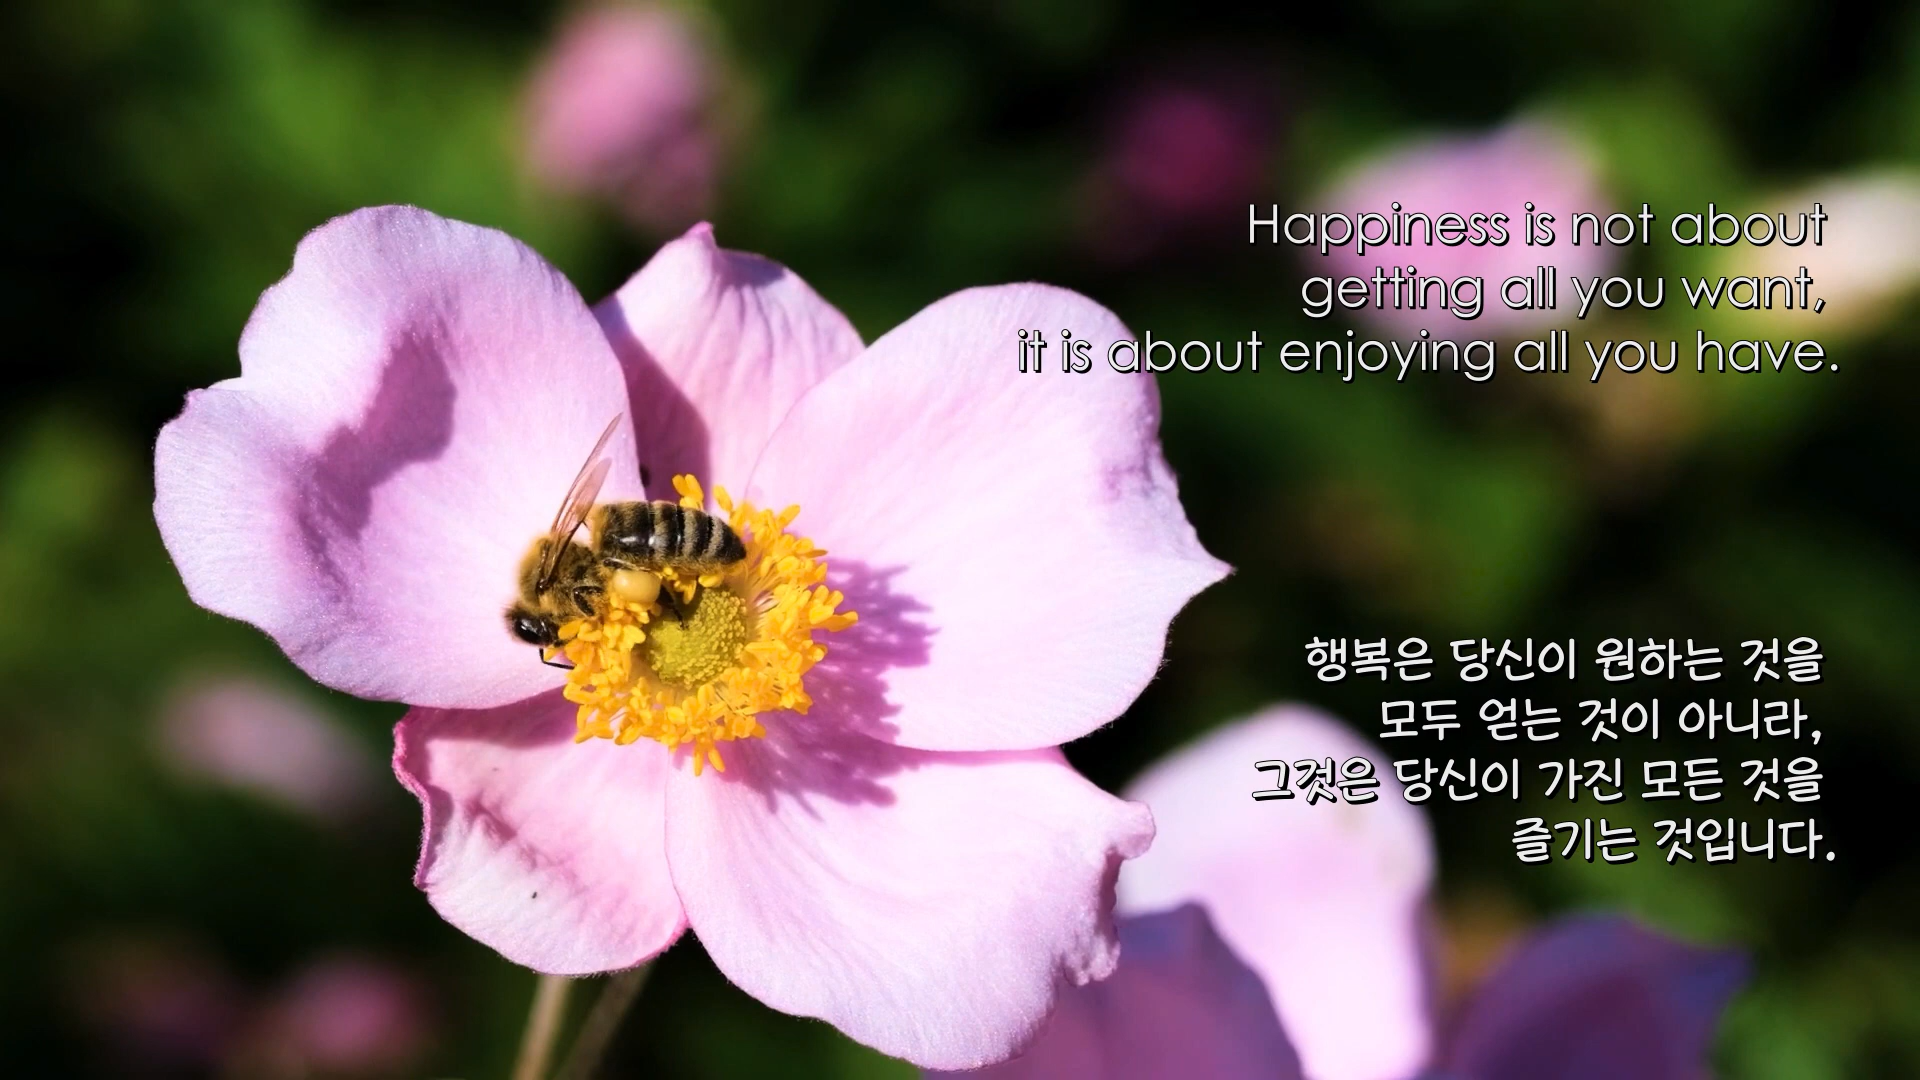 Happiness is not about
getting all you want,
it is about enjoying all you have.
행복은 당신이 원하는 것을
모두 얻는 것이 아니라,
그것은 당신이 가진 모든 것을
즐기는 것입니다.